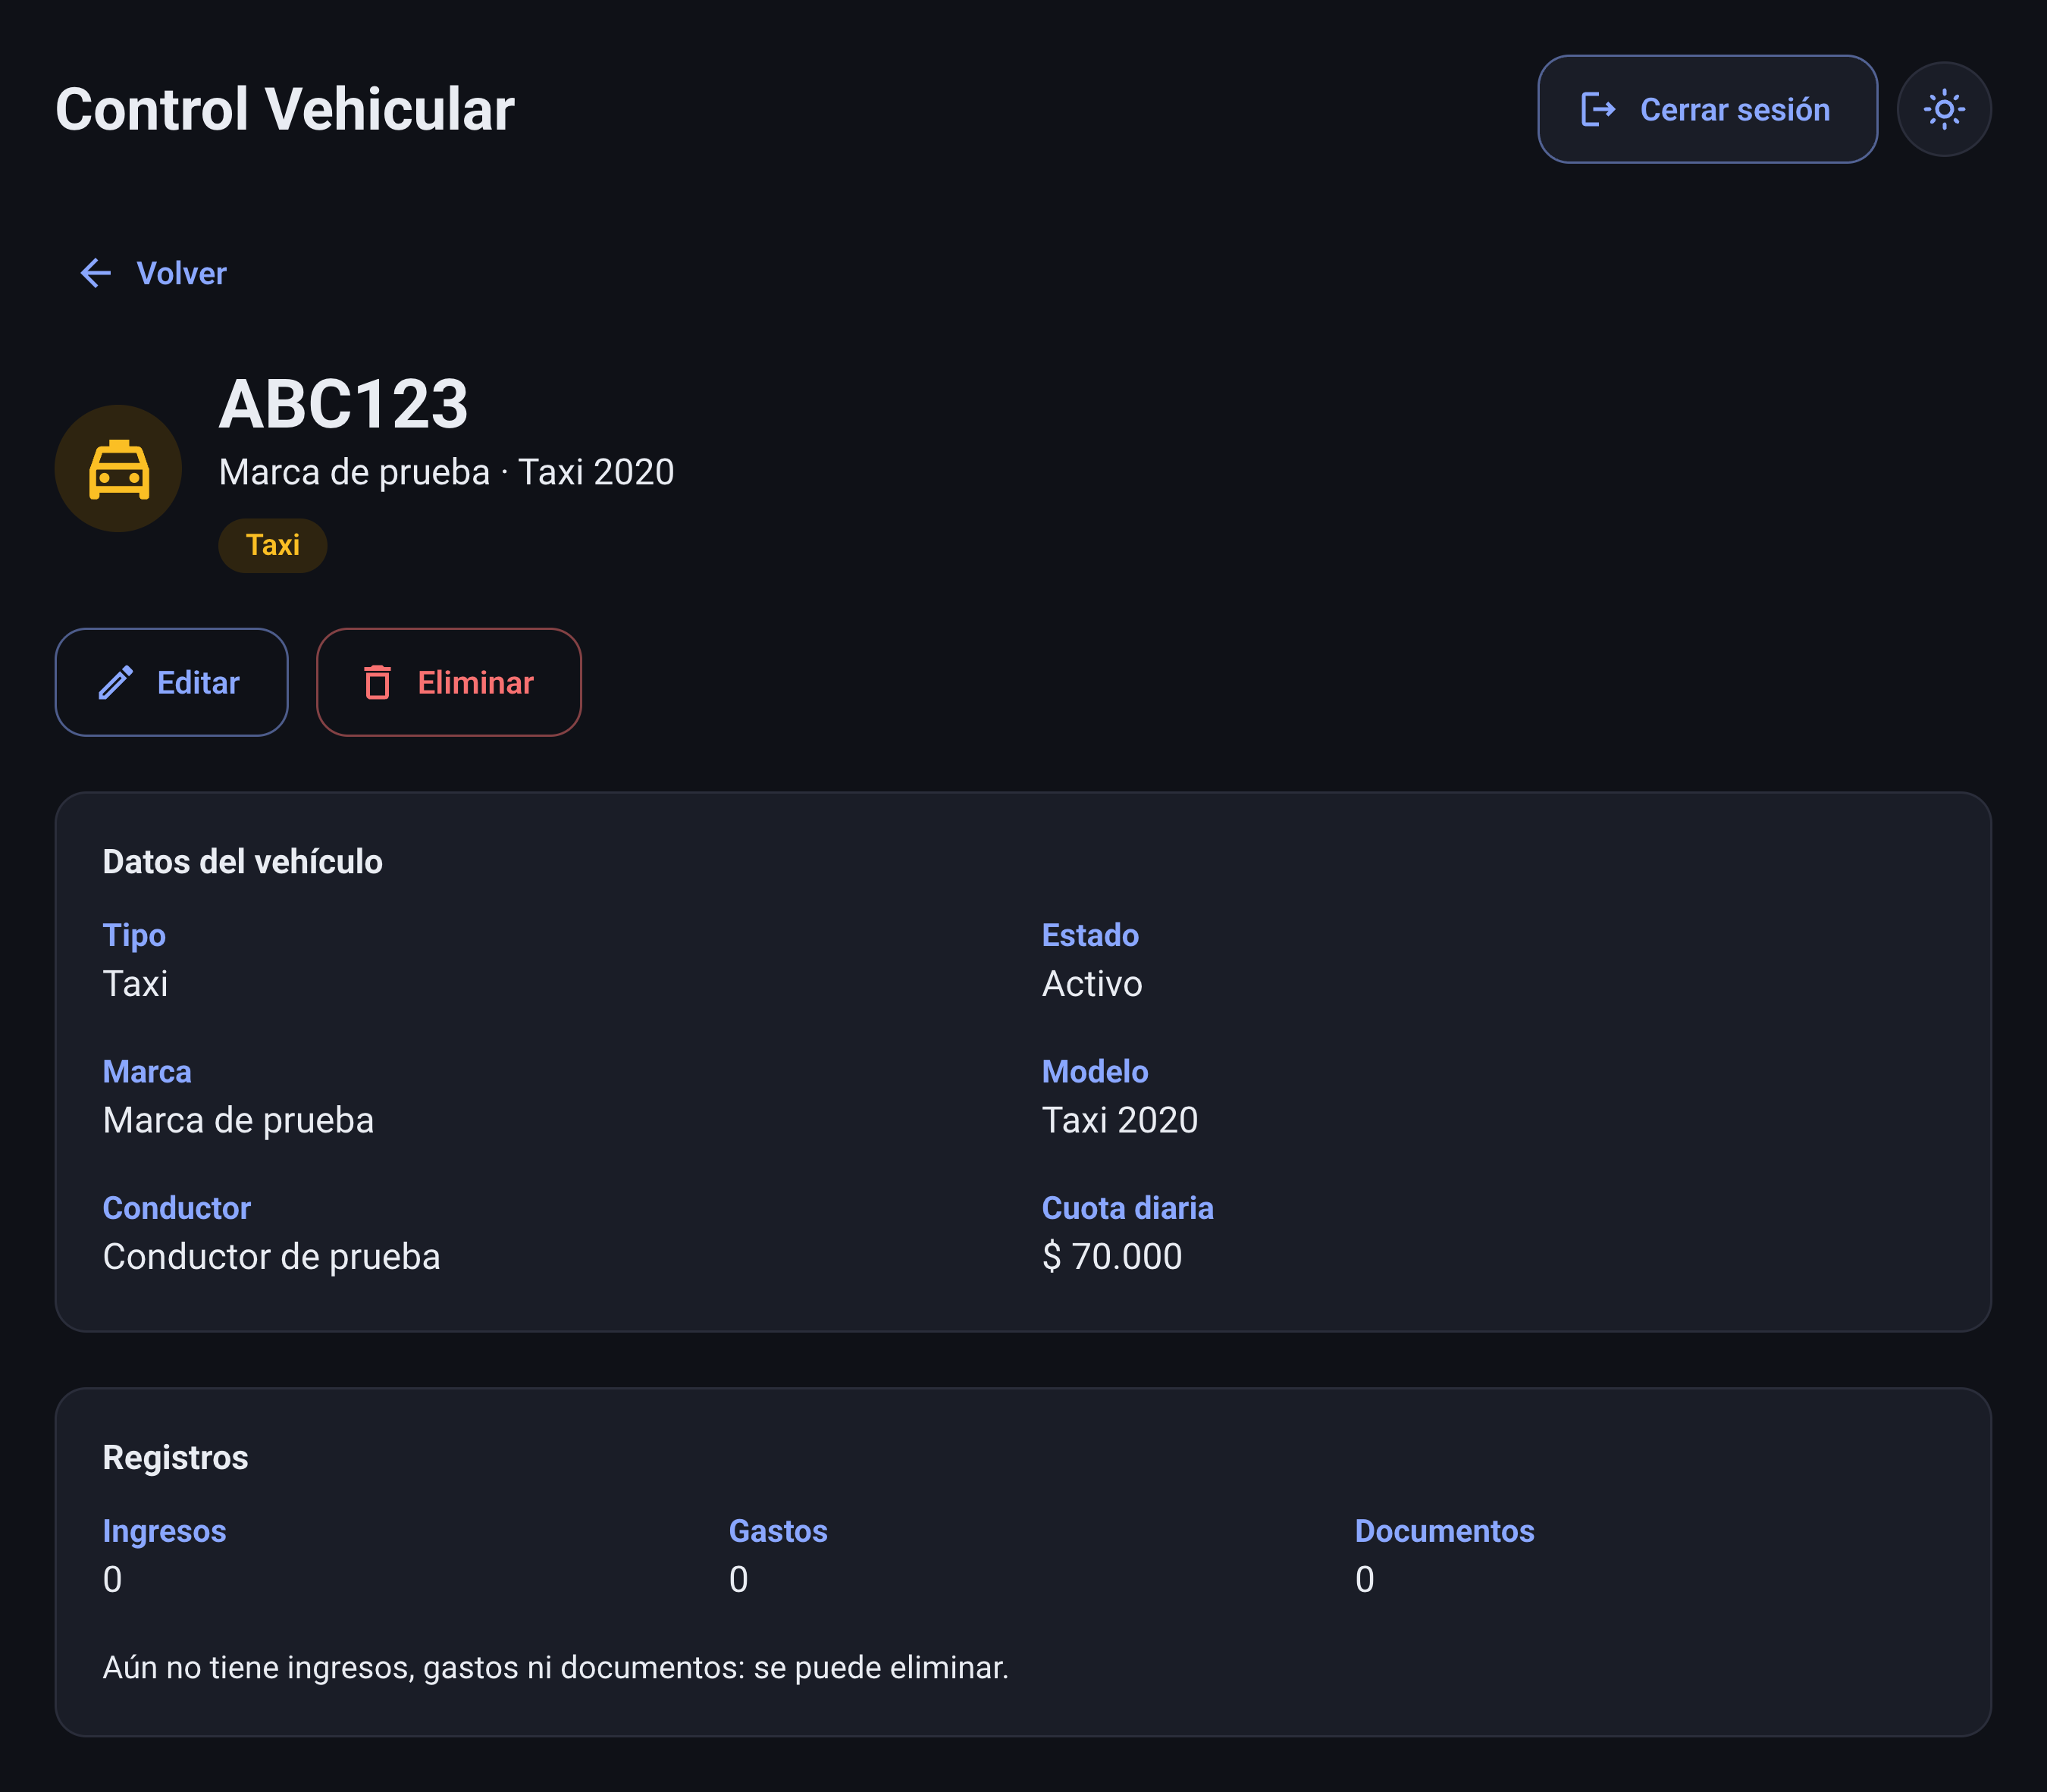 Control Vehicular
Cerrar sesión
Volver
ABC123
Marca de prueba · Taxi 2020
Taxi
Editar
Eliminar
Datos del vehículo
Tipo
Taxi
Estado
Activo
Marca
Marca de prueba
Modelo
Taxi 2020
Conductor
Conductor de prueba
Cuota diaria
$ 70.000
Registros
Ingresos
0
Gastos
0
Documentos
0
Aún no tiene ingresos, gastos ni documentos: se puede eliminar.